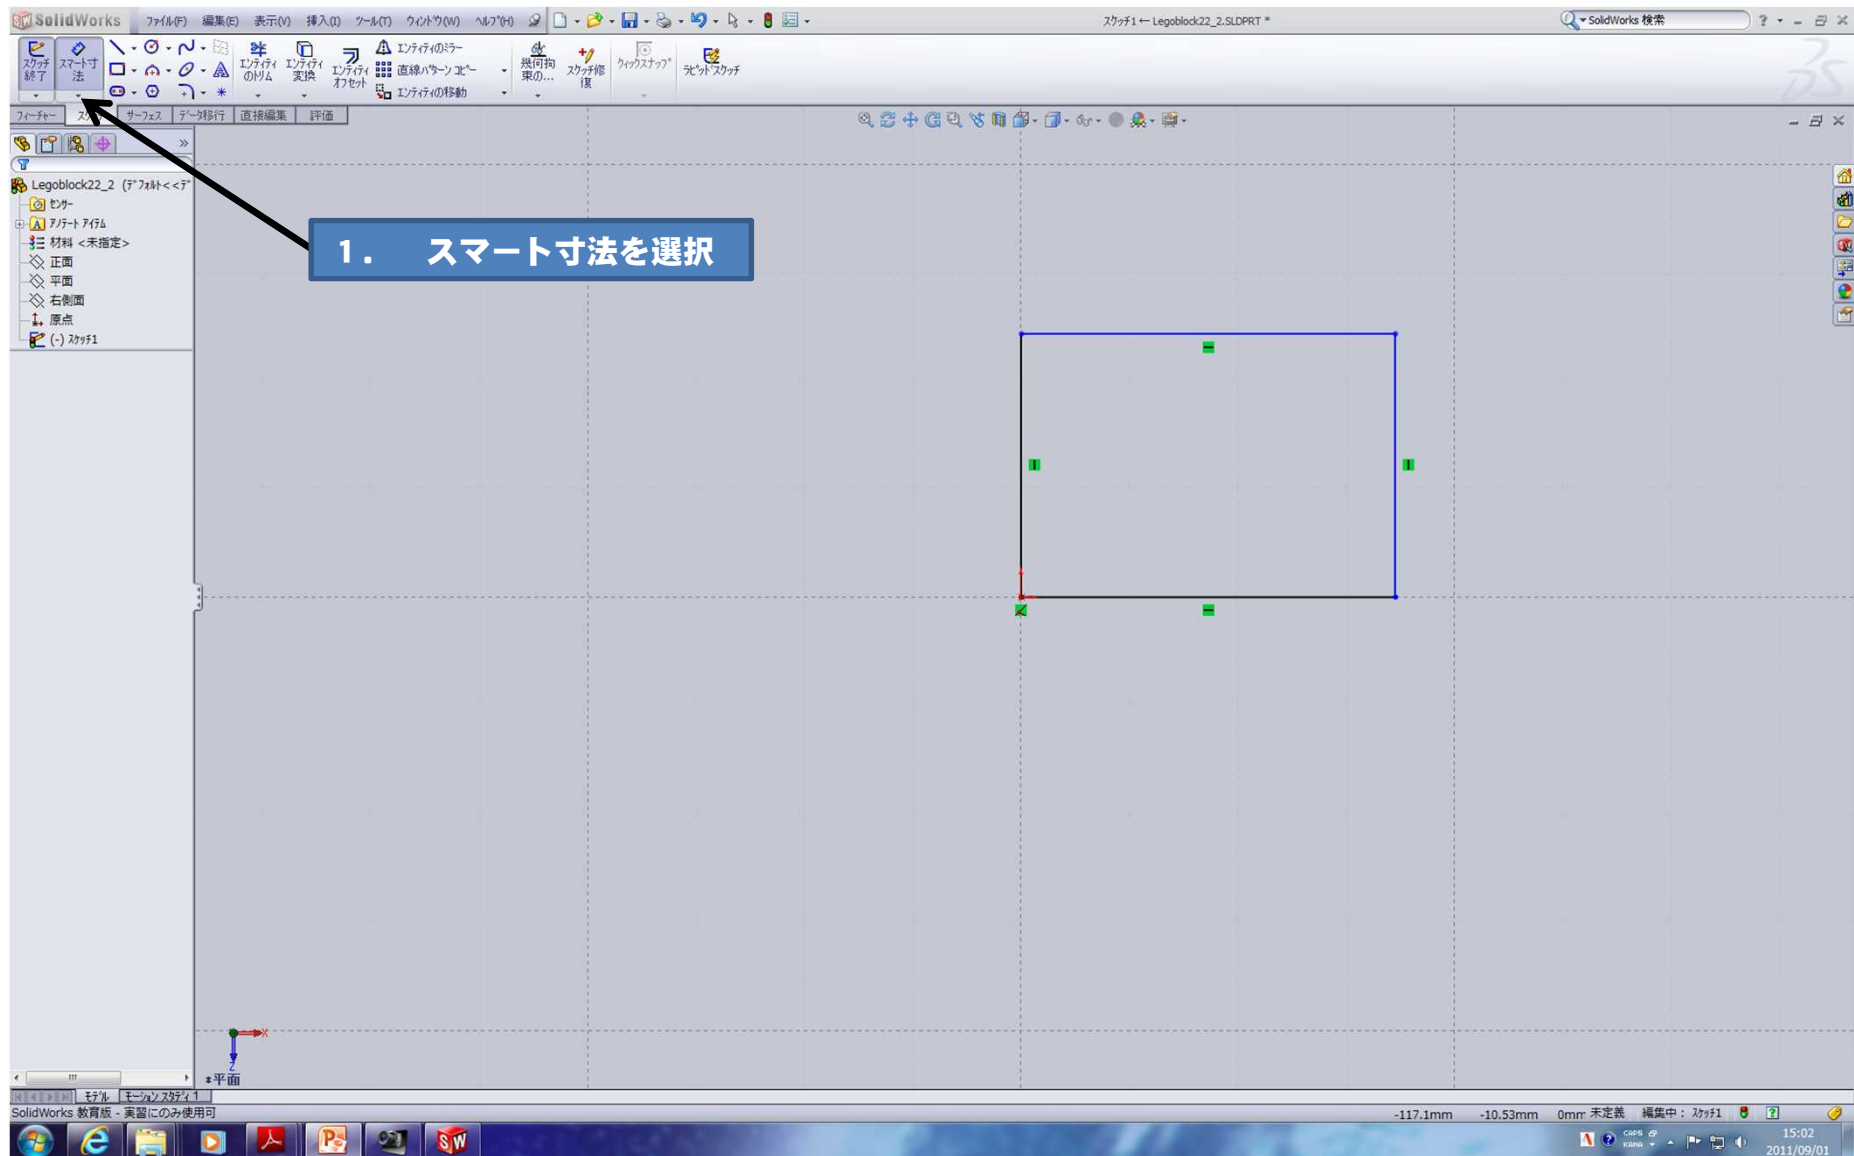 SolidWorks ファイル(F) 編集(E) 表示(V) 挿入(I) ツール(T) ウィンドウ(W) ヘルプ(H) スケッチ1 ← Legoblock22_2.SLDPRT * SolidWorks 検索
スケッチ終了
スマート寸法
エンティティのトリム
エンティティ変換
エンティティオフセット
エンティティのミラー
直線パターン コピー
エンティティの移動
幾何拘束の...
スケッチ修復
クイックスナップ
ラピッドスケッチ
フィーチャー スケッチ サーフェス データ移行 直接編集 評価
Legoblock22_2 (デフォルト<<デ
センサー
アノテート アイテム
材料 <未指定>
正面
平面
右側面
原点
(-) スケッチ1
1. スマート寸法を選択
X
Z
*平面
モデル モーション スタディ 1
SolidWorks 教育版 - 実習にのみ使用可 -117.1mm -10.53mm 0mm 未定義 編集中 : スケッチ1
CAPS
KANA
15:02
2011/09/01